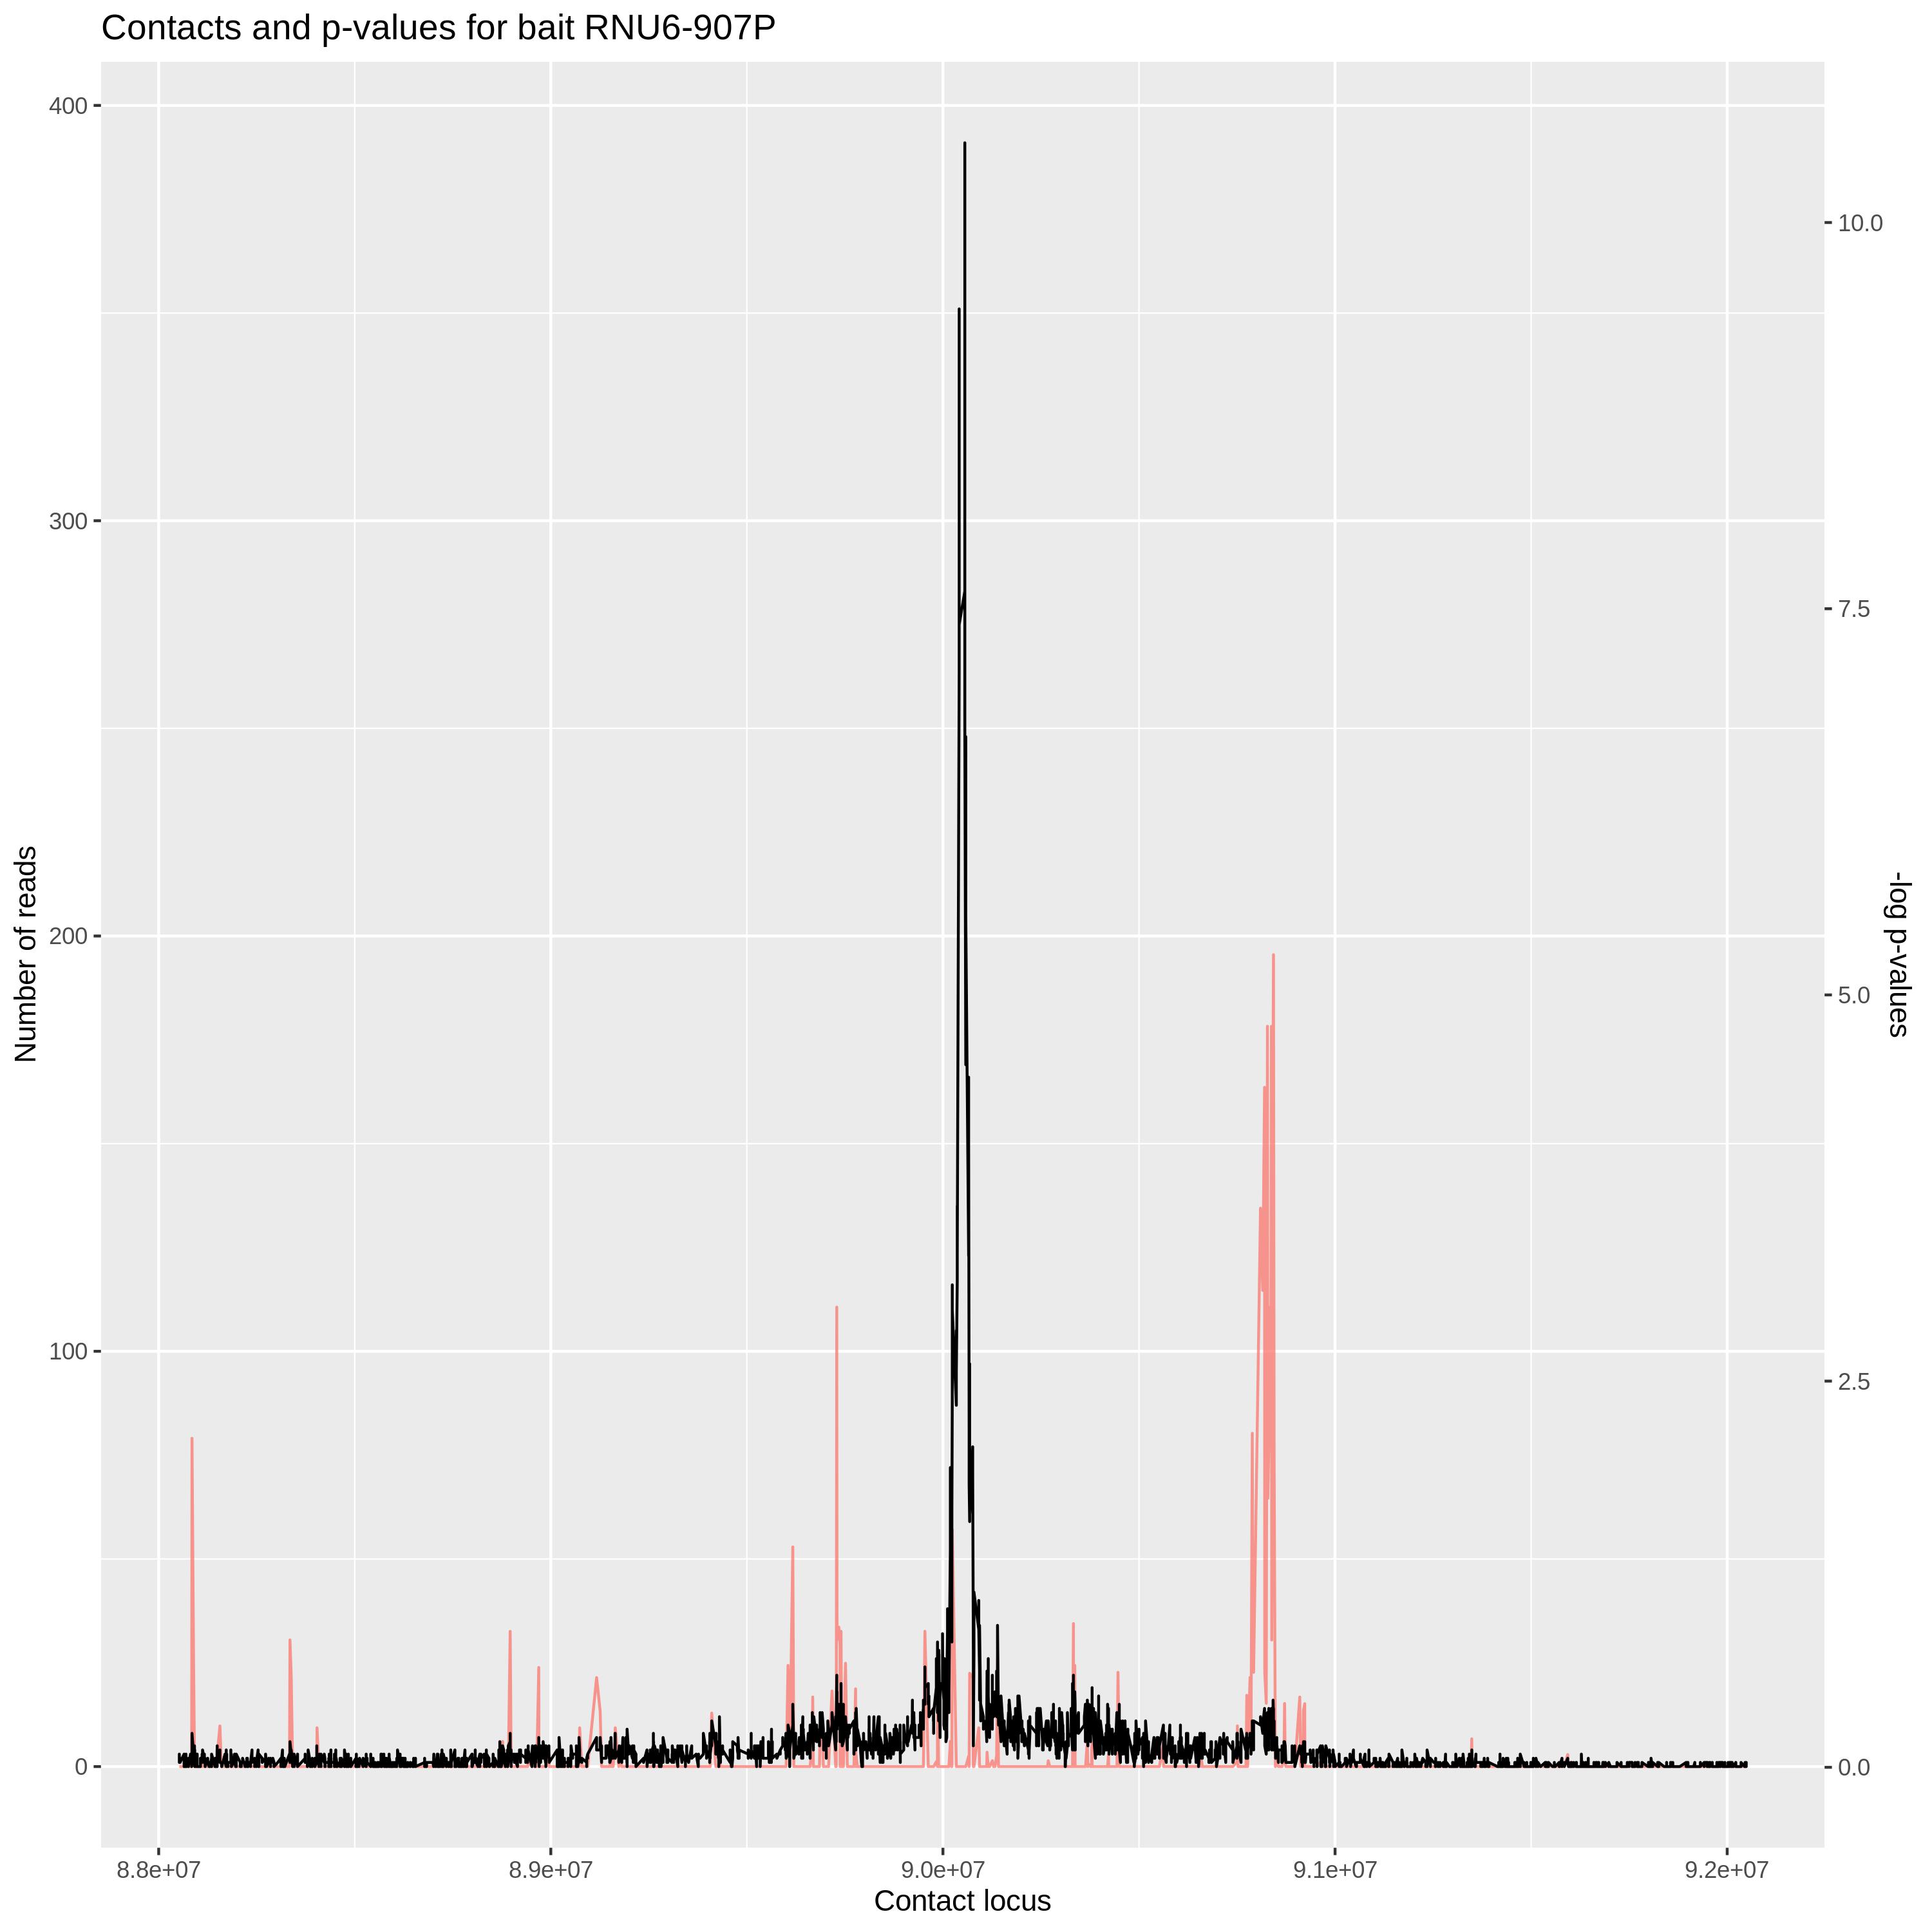 Contacts and p-values for bait RNU6-907P
400
300
200
100
0
10.0
7.5
5.0
2.5
0.0
Number of reads
-log p-values
8.8e+07 8.9e+07 9.0e+07 9.1e+07 9.2e+07
Contact locus